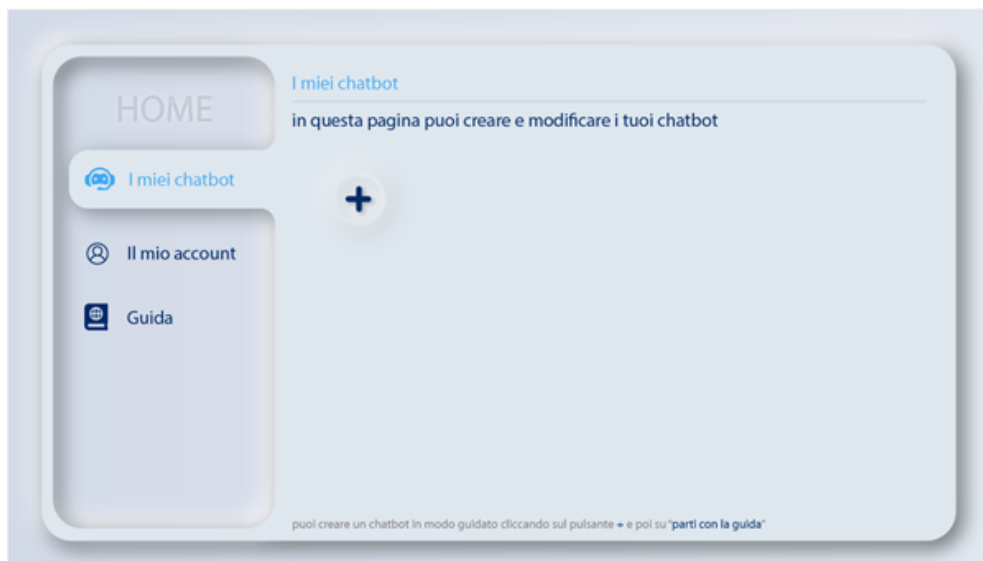 HOME
I miei chatbot
Il mio account
Guida
I miei chatbot
in questa pagina puoi creare e modificare i tuoi chatbot
puoi creare un chatbot in modo guidato cliccando sul pulsante + e poi su "parti con la guida"